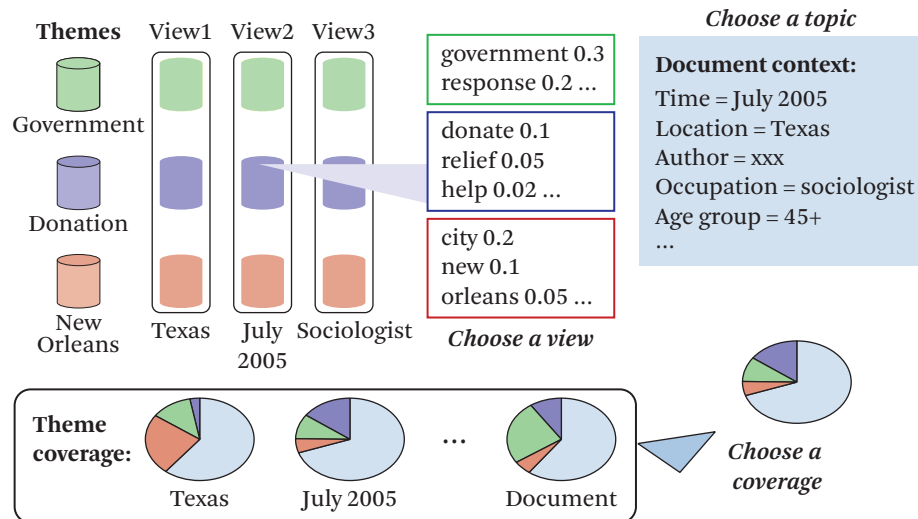 Themes
View1
View2
View3
Government
Donation
New
Orleans
Texas
July
2005
Sociologist
government 0.3
response 0.2 ...
donate 0.1
relief 0.05
help 0.02 ...
city 0.2
new 0.1
orleans 0.05 ...
Choose a view
Choose a topic
Document context:
Time = July 2005
Location = Texas
Author = xxx
Occupation = sociologist
Age group = 45+
...
Theme
coverage:
Texas
July 2005
...
Document
Choose a
coverage